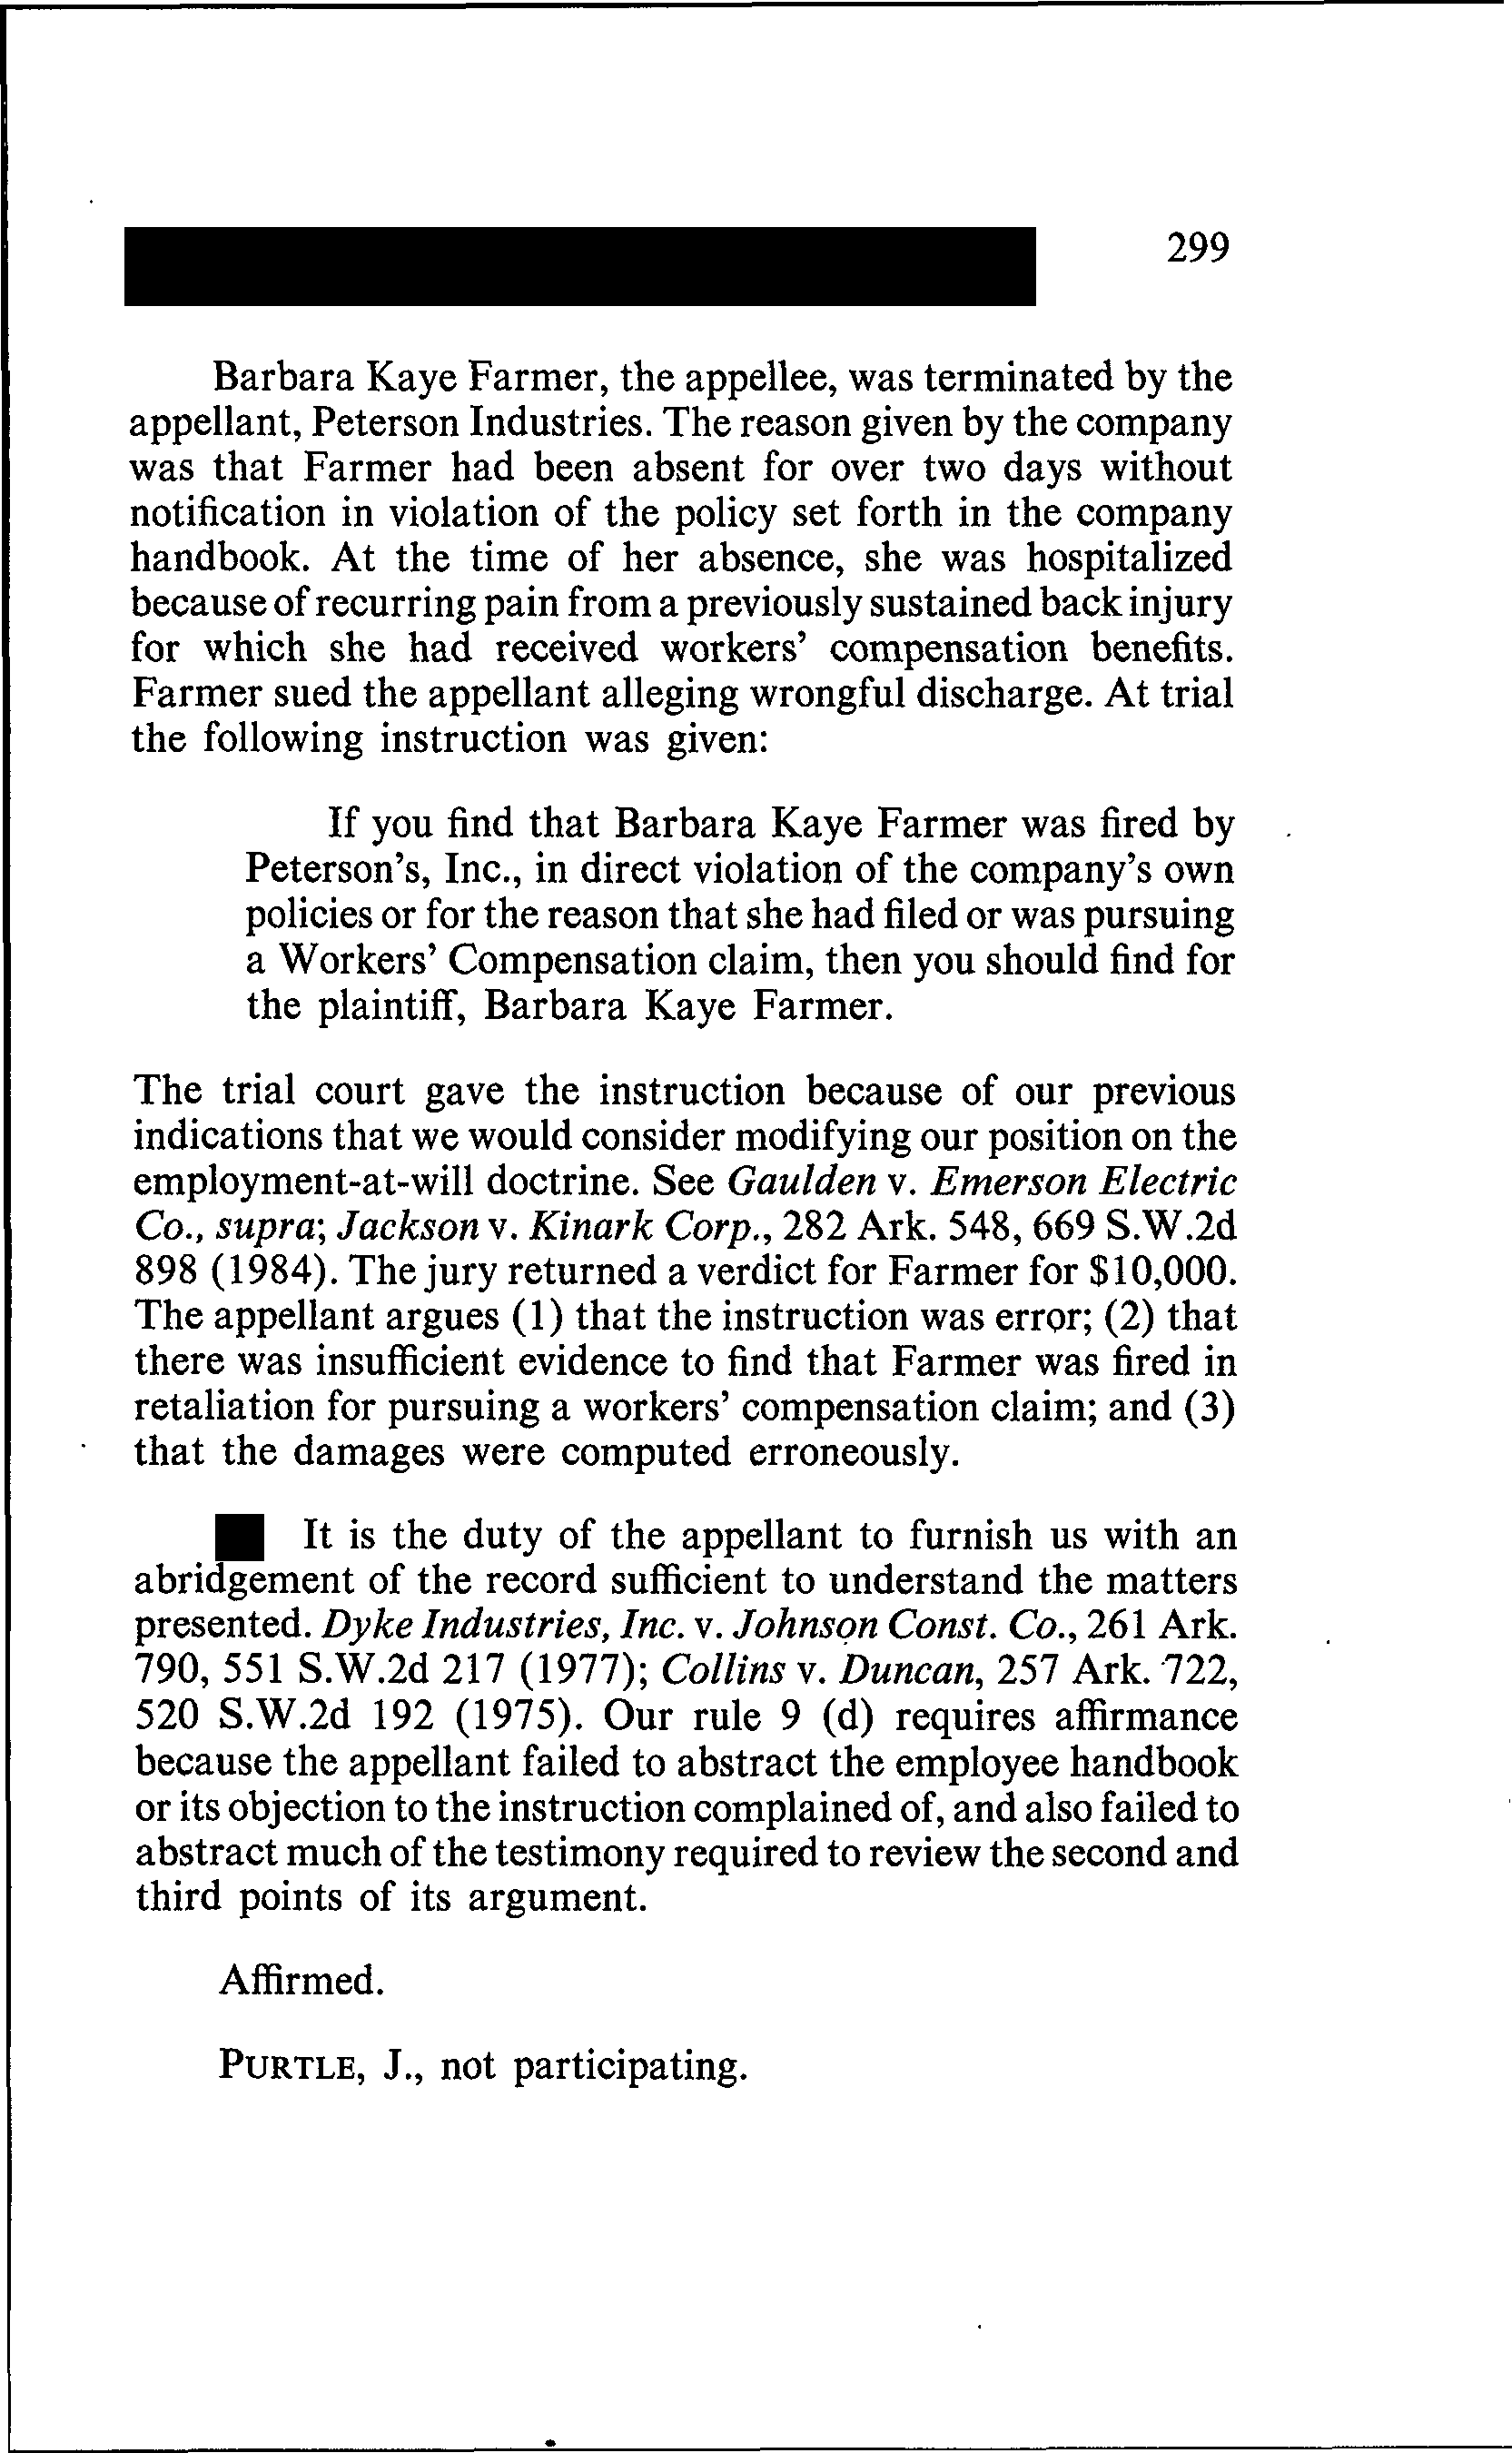 299
Barbara Kaye Farmer, the appellee, was terminated by the
appellant, Peterson Industries. The reason given by the company
was that Farmer had been absent for over two days without
notification in violation of the policy set forth in the company
handbook. At the time of her absence, she was hospitalized
because of recurring pain from a previously sustained back injury
for which she had received workers' compensation benefits.
Farmer sued the appellant alleging wrongful discharge. At trial
the following instruction was given:
If you find that Barbara Kaye Farmer was fired by
Peterson's, Inc., in direct violation of the company's own
policies or for the reason that she had filed or was pursuing
a Workers' Compensation claim, then you should find for
the plaintiff, Barbara Kaye Farmer.
The trial court gave the instruction because of our previous
indications that we would consider modifying our position on the
employment-at-will doctrine. See Gaulden v. Emerson Electric
Co., supra; Jackson v. Kinark Corp., 282 Ark. 548, 669 S.W.2d
898 (1984). The jury returned a verdict for Farmer for $10,000.
The appellant argues (1) that the instruction was error; (2) that
there was insufficient evidence to find that Farmer was fired in
retaliation for pursuing a workers' compensation claim; and (3)
that the damages were computed erroneously.
It is the duty of the appellant to furnish us with an
abridgement of the record sufficient to understand the matters
presented. Dyke Industries, Inc. v. Johnson Const. Co., 261 Ark.
790, 551 S.W.2d 217 (1977); Collins v. Duncan, 257 Ark. 722,
520 S.W.2d 192 (1975). Our rule 9 (d) requires affirmance
because the appellant failed to abstract the employee handbook
or its objection to the instruction complained of, and also failed to
abstract much of the testimony required to review the second and
third points of its argument.
Affirmed.
PURTLE, J., not participating.